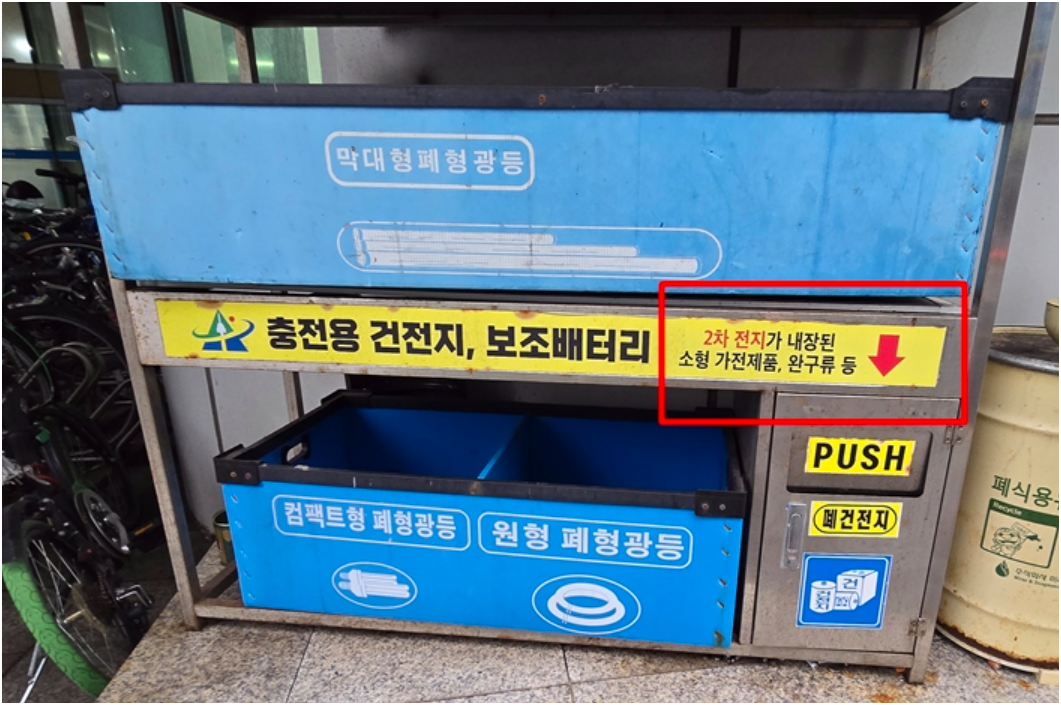 막대형폐형광등
충전용 건전지, 보조배터리
2차 전지가 내장된
소형 가전제품, 완구류 등
컴팩트형 폐형광등
원형 폐형광등
PUSH
폐건전지
건
폐식용
Recycle